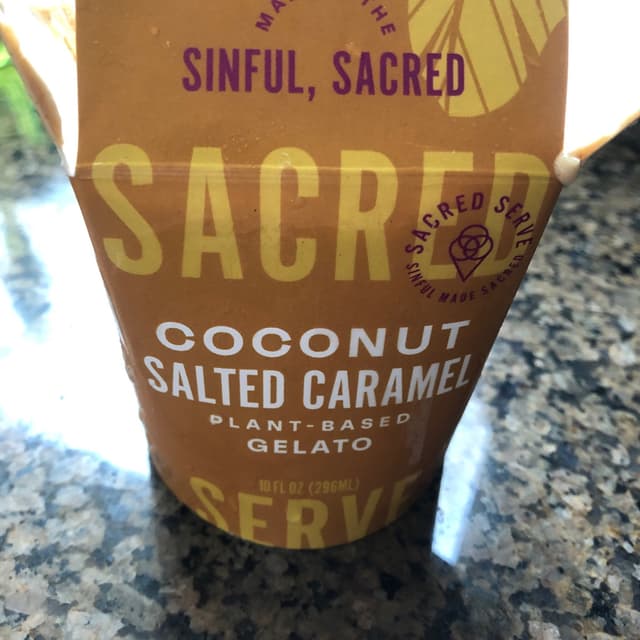 SINFUL, SACRED
SACRED
SACRED SERVE
SINFUL MADE SACRED
COCONUT
SALTED CARAMEL
PLANT-BASED
GELATO
10 FL OZ (296ML)
SERVE